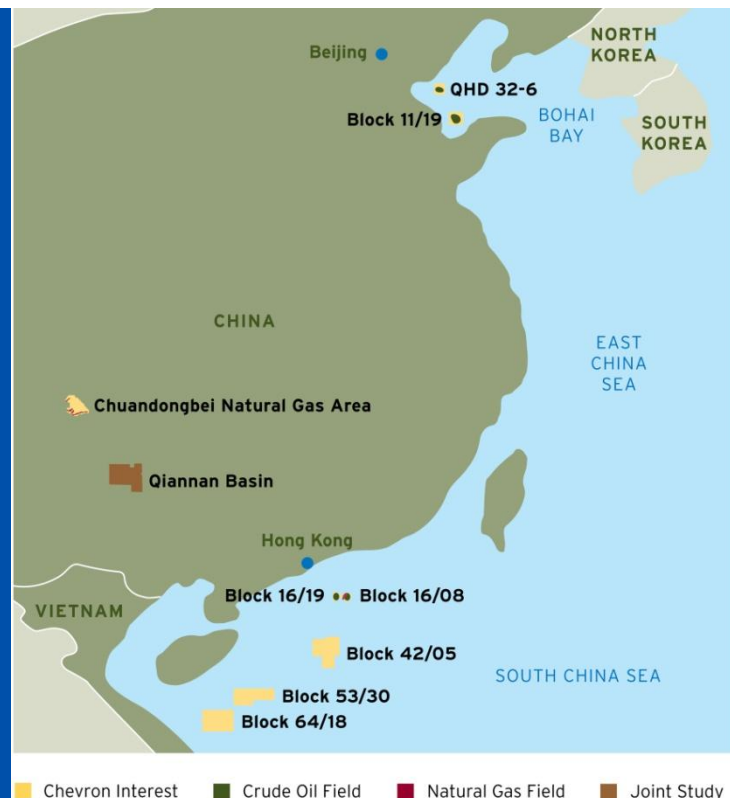 NORTH
KOREA
Beijing
QHD 32-6
Block 11/19
BOHAI
BAY
SOUTH
KOREA
CHINA
EAST
CHINA
SEA
Chuandongbei Natural Gas Area
Qiannan Basin
Hong Kong
Block 16/19
Block 16/08
VIETNAM
Block 42/05
SOUTH CHINA SEA
Block 53/30
Block 64/18
Chevron Interest
Crude Oil Field
Natural Gas Field
Joint Study